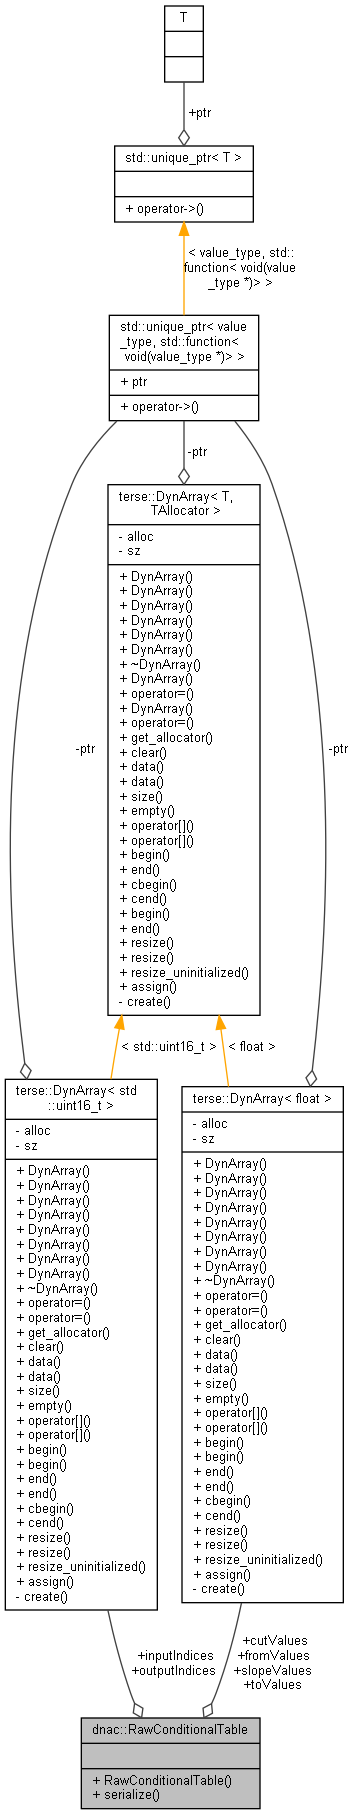 T
+ptr
std::unique_ptr< T >
+ operator->()
< value_type, std::
function< void(value
_type *)> >
std::unique_ptr< value
_type, std::function<
void(value_type *)> >
+ ptr
+ operator->()
-ptr
terse::DynArray< T,
TAllocator >
- alloc
- sz
+ DynArray()
+ DynArray()
+ DynArray()
+ DynArray()
+ DynArray()
+ DynArray()
+ ~DynArray()
+ DynArray()
+ operator=()
+ DynArray()
+ operator=()
+ get_allocator()
+ clear()
+ data()
+ data()
+ size()
+ empty()
+ operator[]()
+ operator[]()
+ begin()
+ end()
+ cbegin()
+ cend()
+ begin()
+ end()
+ resize()
+ resize()
+ resize_uninitialized()
+ assign()
- create()
-ptr
-ptr
< std::uint16_t >
< float >
terse::DynArray< std
::uint16_t >
- alloc
- sz
+ DynArray()
+ DynArray()
+ DynArray()
+ DynArray()
+ DynArray()
+ DynArray()
+ DynArray()
+ DynArray()
+ ~DynArray()
+ operator=()
+ operator=()
+ get_allocator()
+ clear()
+ data()
+ data()
+ size()
+ empty()
+ operator[]()
+ operator[]()
+ begin()
+ begin()
+ end()
+ end()
+ cbegin()
+ cend()
+ resize()
+ resize()
+ resize_uninitialized()
+ assign()
- create()
terse::DynArray< float >
- alloc
- sz
+ DynArray()
+ DynArray()
+ DynArray()
+ DynArray()
+ DynArray()
+ DynArray()
+ DynArray()
+ DynArray()
+ ~DynArray()
+ operator=()
+ operator=()
+ get_allocator()
+ clear()
+ data()
+ data()
+ size()
+ empty()
+ operator[]()
+ operator[]()
+ begin()
+ begin()
+ end()
+ end()
+ cbegin()
+ cend()
+ resize()
+ resize()
+ resize_uninitialized()
+ assign()
- create()
+inputIndices
+outputIndices
+cutValues
+fromValues
+slopeValues
+toValues
dnac::RawConditionalTable
+ RawConditionalTable()
+ serialize()